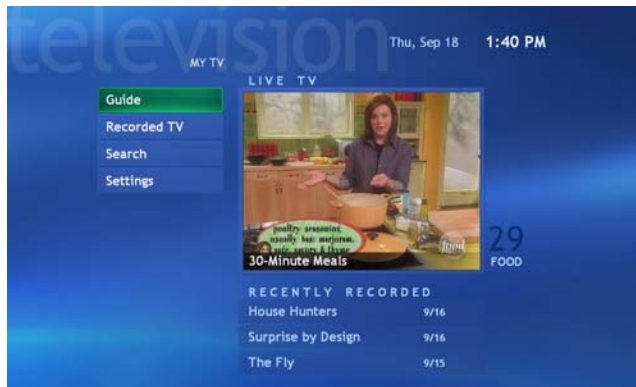 television
Thu, Sep 18 1:40 PM
MY TV
LIVE TV
Guide
Recorded TV
Search
Settings
poultry seasoning
usually has: marjoram,
sage, savory & thyme
food
30-Minute Meals
29
FOOD
RECENTLY RECORDED
House Hunters 9/16
Surprise by Design 9/16
The Fly 9/15